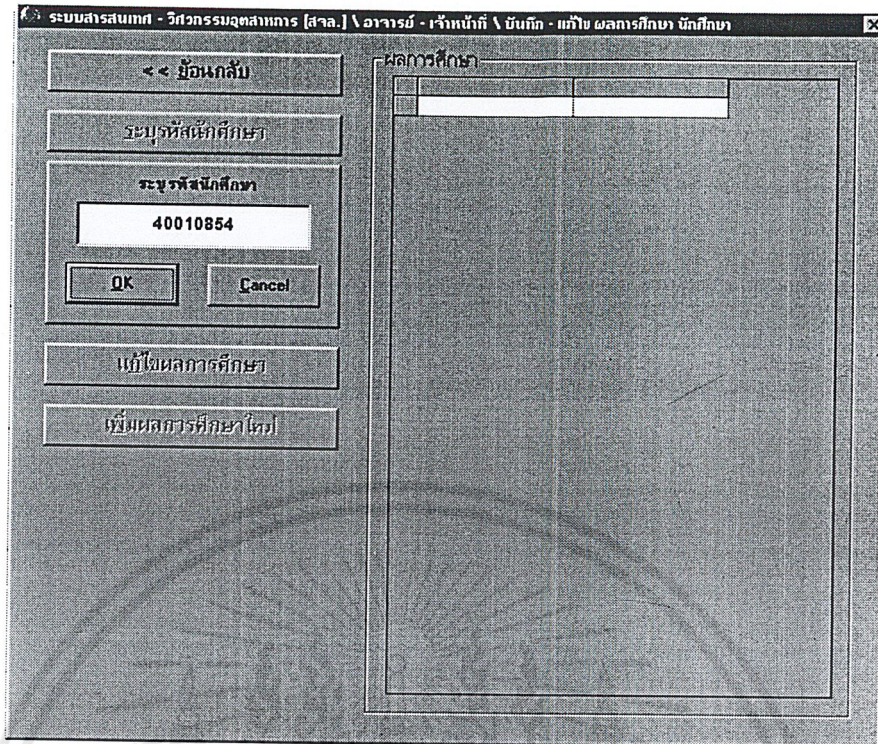 ระบบสารสนเทศ - วิศวกรรมอุตสาหการ [สจล.] \ อาจารย์ - เจ้าหน้าที่ \ บันทึก - แก้ไข ผลการศึกษา นักศึกษา
<< ย้อนกลับ
ระบุรหัสนักศึกษา
ระบุรหัสนักศึกษา
40010854
OK
Cancel
แก้ไขผลการศึกษา
เพิ่มผลการศึกษาใหม่
ผลการศึกษา